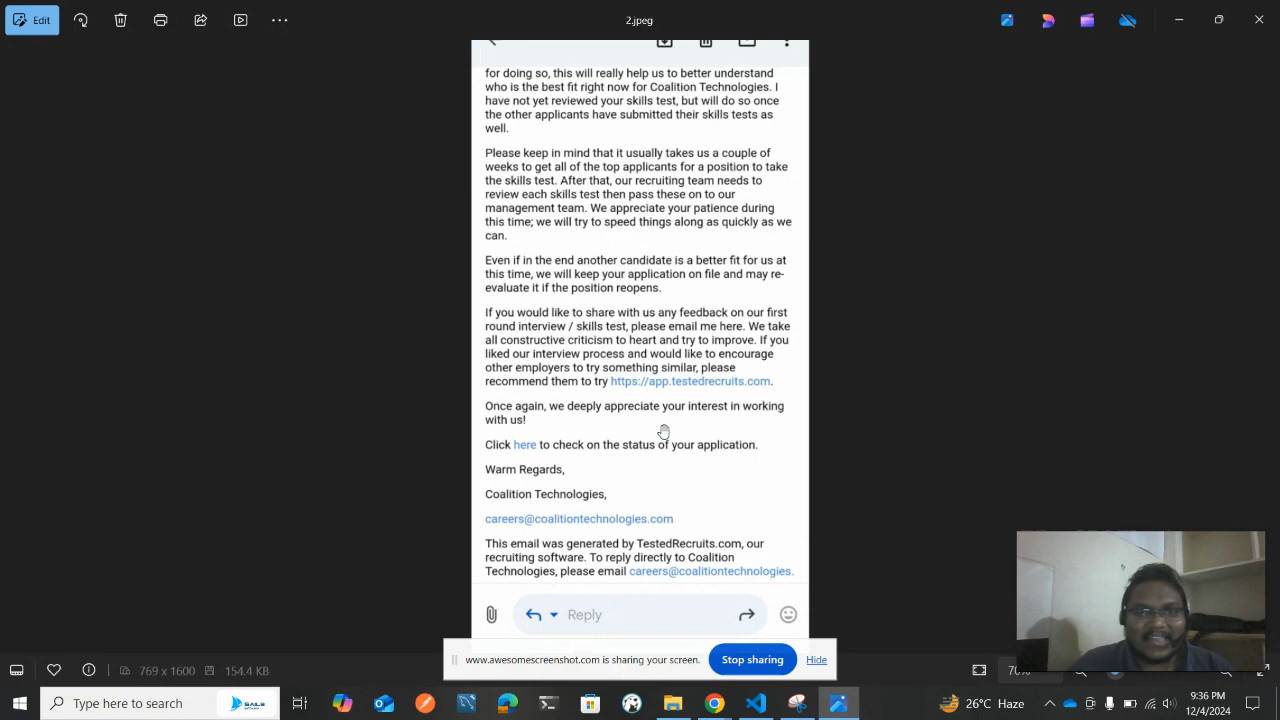 Edit
2.jpeg
for doing so, this will really help us to better understand
who is the best fit right now for Coalition Technologies. I
have not yet reviewed your skills test, but will do so once
the other applicants have submitted their skills tests as
well.
Please keep in mind that it usually takes us a couple of
weeks to get all of the top applicants for a position to take
the skills test. After that, our recruiting team needs to
review each skills test then pass these on to our
management team. We appreciate your patience during
this time; we will try to speed things along as quickly as we
can.
Even if in the end another candidate is a better fit for us at
this time, we will keep your application on file and may re-
evaluate it if the position reopens.
If you would like to share with us any feedback on our first
round interview / skills test, please email me here. We take
all constructive criticism to heart and try to improve. If you
liked our interview process and would like to encourage
other employers to try something similar, please
recommend them to try https://app.testedrecruits.com.
Once again, we deeply appreciate your interest in working
with us!
Click here to check on the status of your application.
Warm Regards,
Coalition Technologies,
careers@coalitiontechnologies.com
This email was generated by TestedRecruits.com, our
recruiting software. To reply directly to Coalition
Technologies, please email careers@coalitiontechnologies.
Reply
www.awesomescreenshot.com is sharing your screen.
Stop sharing
Hide
769 x 1600
154.4 KB
Type here to search
26°C Haze
9:36 PM
12/4/2024